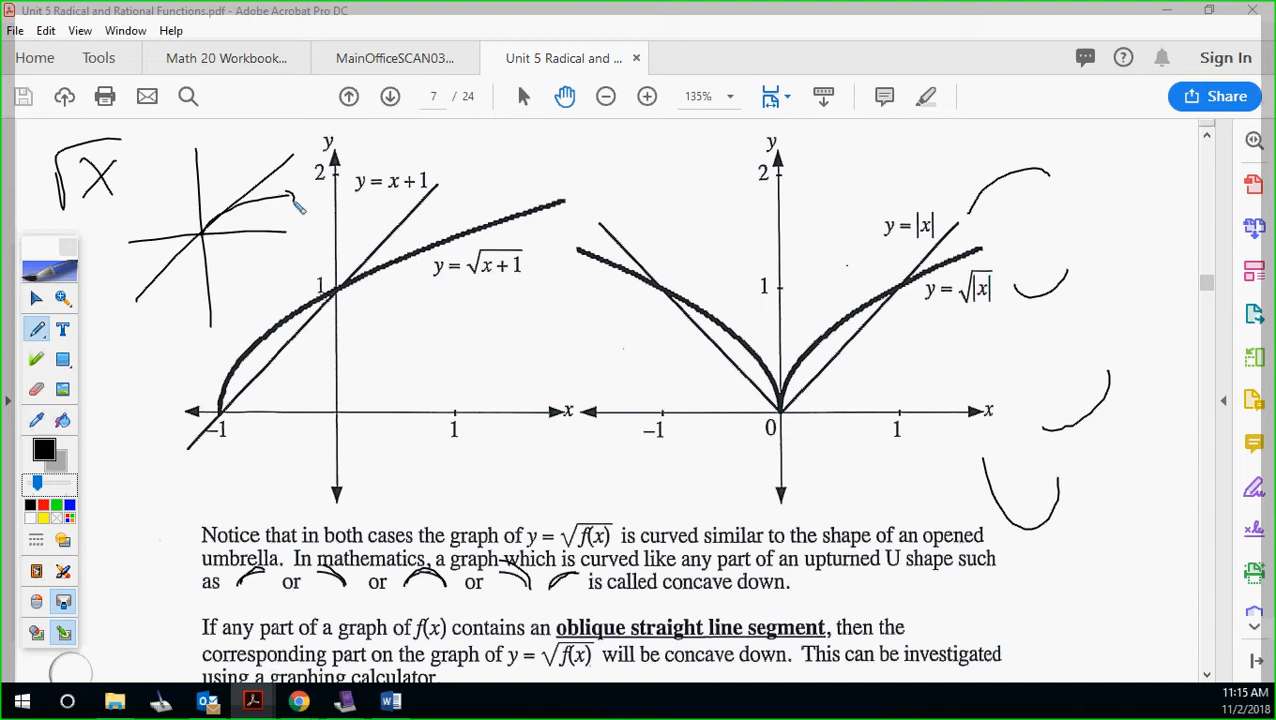 Unit 5 Radical and Rational Functions.pdf - Adobe Acrobat Pro DC
File Edit View Window Help
Home Tools Math 20 Workbook... MainOfficeSCAN03... Unit 5 Radical and ... × Sign In
7 / 24 135% Share
√x
y y
2 y = x + 1 2
y = |x|
y = √(x + 1) 1 1 y = √|x|
x x
−1 1 −1 0 1
Notice that in both cases the graph of y = √f(x) is curved similar to the shape of an opened
umbrella. In mathematics, a graph which is curved like any part of an upturned U shape such
as or or or is called concave down.
If any part of a graph of f(x) contains an oblique straight line segment, then the
corresponding part on the graph of y = √f(x) will be concave down. This can be investigated
using a graphing calculator.
T
11:15 AM
11/2/2018